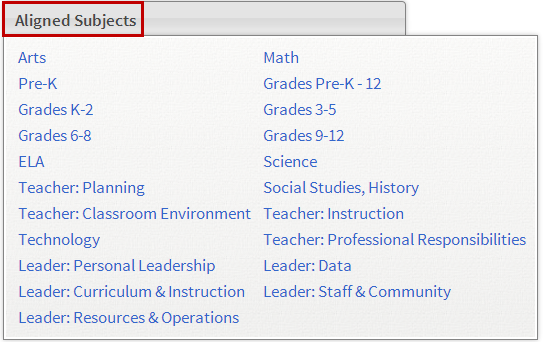 Aligned Subjects
Arts
Math
Pre-K
Grades Pre-K - 12
Grades K-2
Grades 3-5
Grades 6-8
Grades 9-12
ELA
Science
Teacher: Planning
Social Studies, History
Teacher: Classroom Environment
Teacher: Instruction
Technology
Teacher: Professional Responsibilities
Leader: Personal Leadership
Leader: Data
Leader: Curriculum & Instruction
Leader: Staff & Community
Leader: Resources & Operations